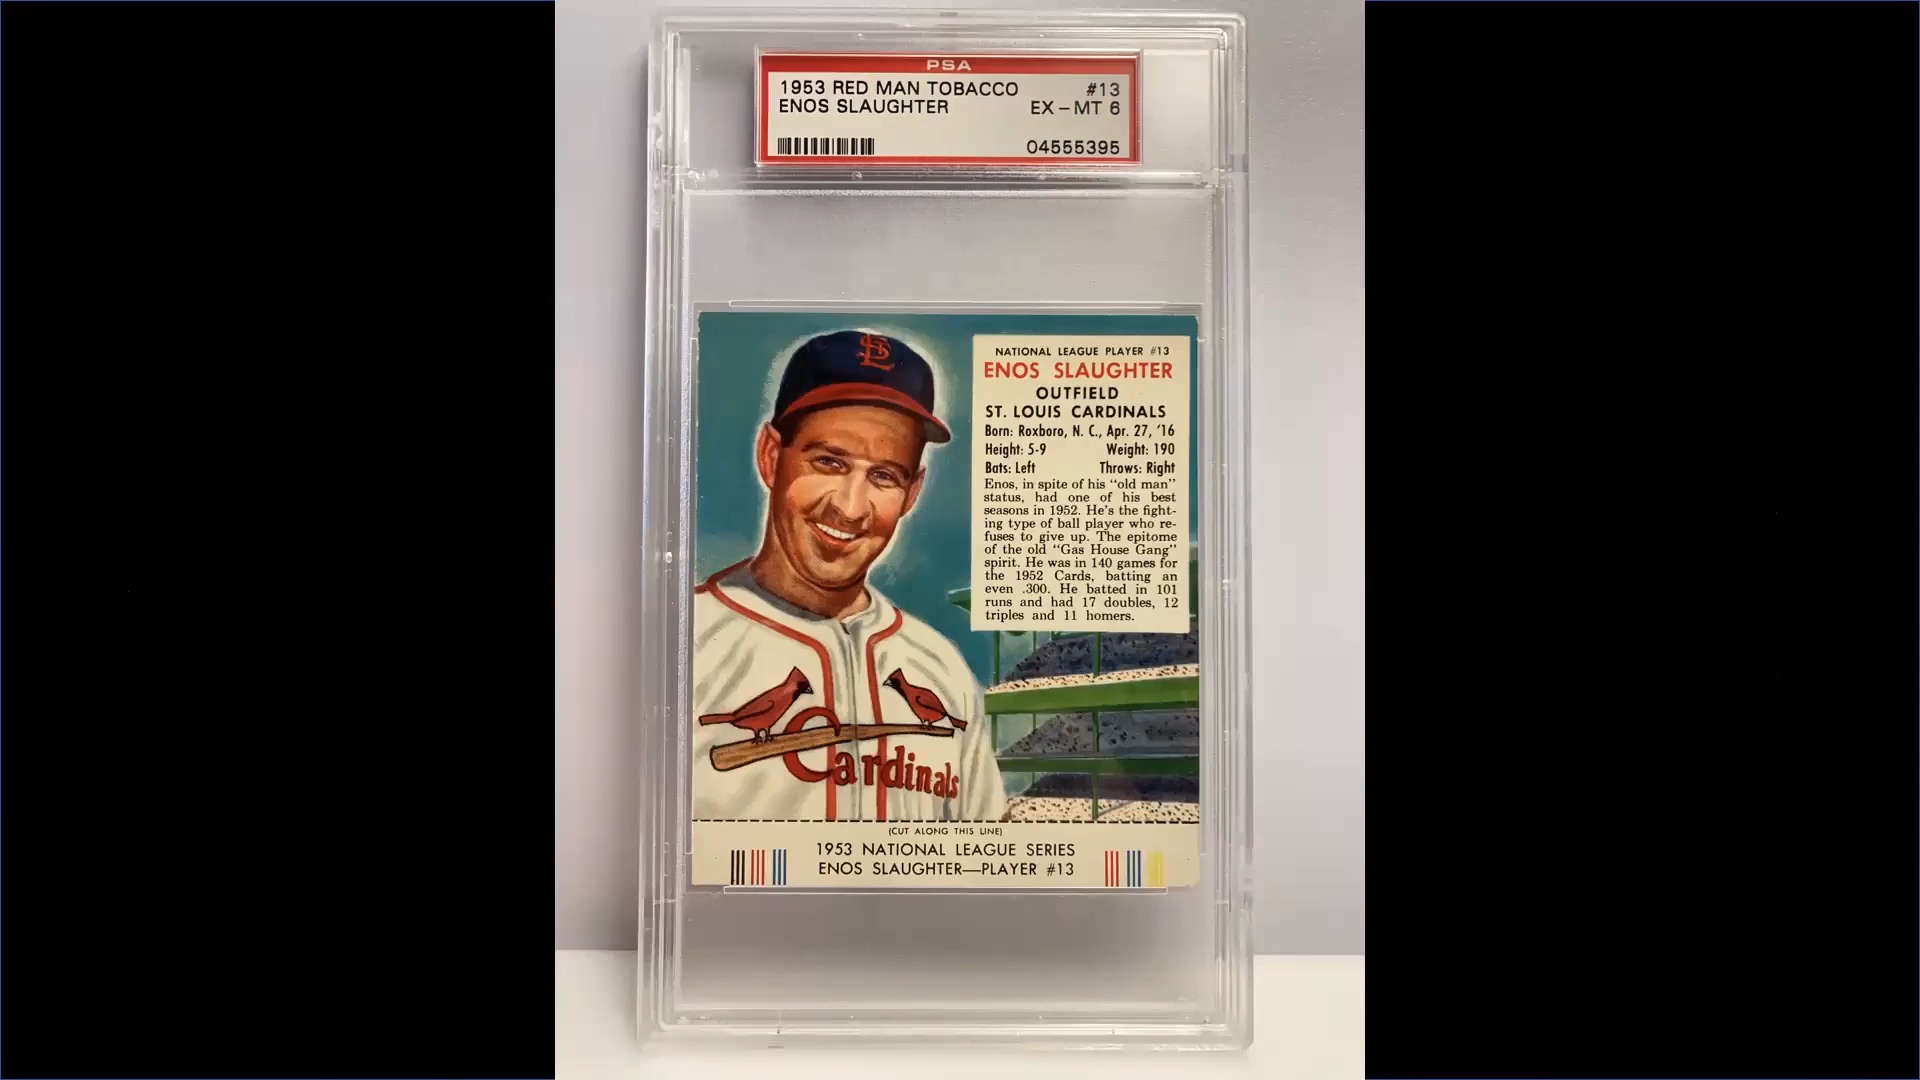 PSA
1953 RED MAN TOBACCO #13
ENOS SLAUGHTER EX-MT 6
04555395
STL
NATIONAL LEAGUE PLAYER #13
ENOS SLAUGHTER
OUTFIELD
ST. LOUIS CARDINALS
Born: Roxboro, N. C., Apr. 27, '16
Height: 5-9 Weight: 190
Bats: Left Throws: Right
Enos, in spite of his "old man"
status, had one of his best
seasons in 1952. He's the fight-
ing type of ball player who re-
fuses to give up. The epitome
of the old "Gas House Gang"
spirit. He was in 140 games for
the 1952 Cards, batting an
even .300. He batted in 101
runs and had 17 doubles, 12
triples and 11 homers.
Cardinals
(CUT ALONG THIS LINE)
1953 NATIONAL LEAGUE SERIES
ENOS SLAUGHTER—PLAYER #13